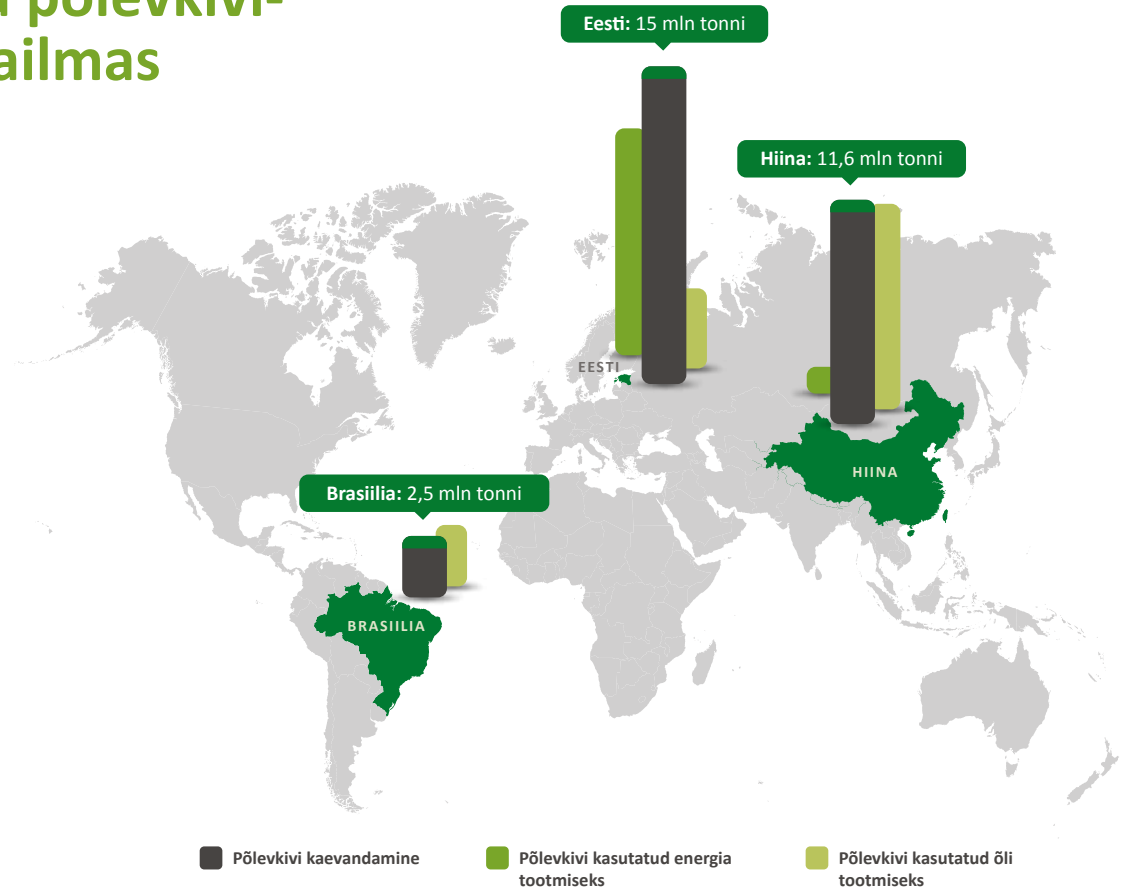 põlevkivi-
ailmas
Eesti: 15 mln tonni
Hiina: 11,6 mln tonni
EESTI
HIINA
Brasiilia: 2,5 mln tonni
BRASIILIA
Põlevkivi kaevandamine
Põlevkivi kasutatud energia
tootmiseks
Põlevkivi kasutatud õli
tootmiseks